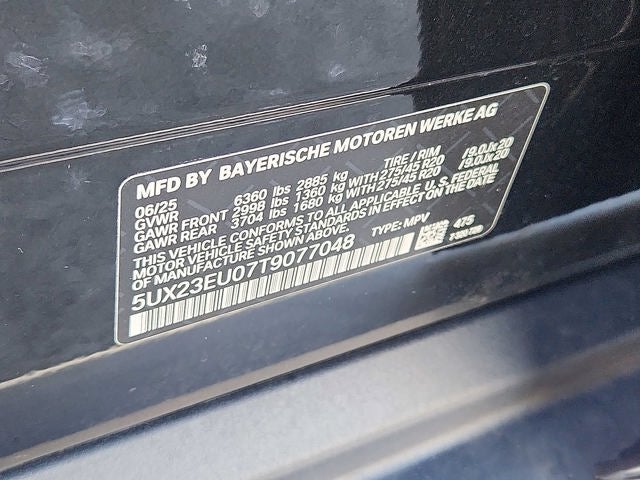 MFD BY BAYERISCHE MOTOREN WERKE AG
06/25 TIRE / RIM
GVWR 6360 lbs 2885 kg
GAWR FRONT 2998 lbs 1360 kg WITH 275/45 R20 /9.0Jx20
GAWR REAR 3704 lbs 1680 kg WITH 275/45 R20 /9.0Jx20
THIS VEHICLE CONFORMS TO ALL APPLICABLE U. S. FEDERAL
MOTOR VEHICLE SAFETY STANDARDS IN EFFECT ON THE DATE
OF MANUFACTURE SHOWN ABOVE.
5UX23EU07T9077048 TYPE: MPV
475